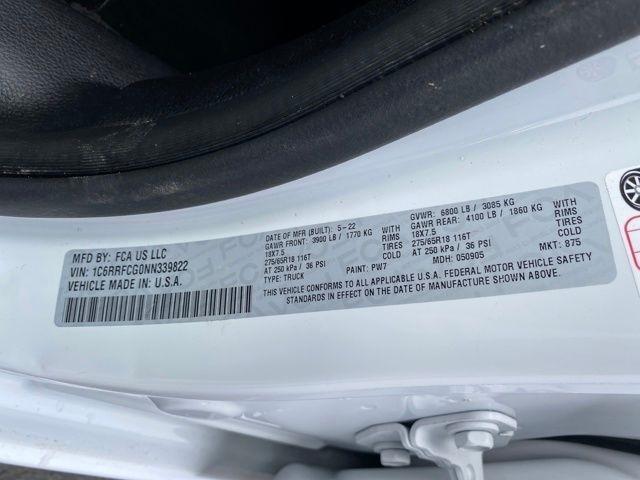 MFD BY: FCA US LLC
VIN: 1C6RRFCG0NN339822
VEHICLE MADE IN: U.S.A.
DATE OF MFR (BUILT): 5-22
GAWR FRONT: 3900 LB / 1770 KG WITH
18X7.5 RIMS
275/65R18 116T TIRES
AT 250 kPa / 36 PSI COLD
TYPE: TRUCK PAINT: PW7
GVWR: 6800 LB / 3085 KG
GAWR REAR: 4100 LB / 1860 KG WITH
18X7.5 RIMS
275/65R18 116T TIRES
AT 250 kPa / 36 PSI COLD
MDH: 050905 MKT: 875
THIS VEHICLE CONFORMS TO ALL APPLICABLE U.S.A. FEDERAL MOTOR VEHICLE SAFETY
STANDARDS IN EFFECT ON THE DATE OF MANUFACTURE SHOWN ABOVE.